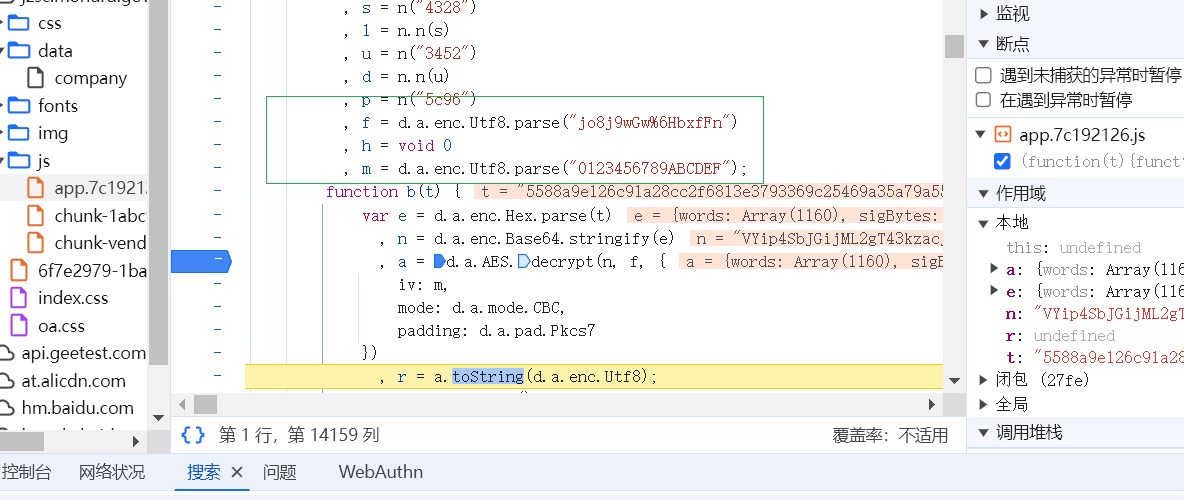 css
data
company
fonts
img
js
app.7c1921
chunk-1abc
chunk-vend
6f7e2979-1ba
index.css
oa.css
api.geetest.com
at.alicdn.com
hm.baidu.com
, s = n("4328")
, l = n.n(s)
, u = n("3452")
, d = n.n(u)
, p = n("5c96")
, f = d.a.enc.Utf8.parse("jo8j9wGw%6HbxfFn")
, h = void 0
, m = d.a.enc.Utf8.parse("0123456789ABCDEF");
function b(t) { t = "5588a9e126c91a28cc2f6813e3793369c25469a35a79a55
var e = d.a.enc.Hex.parse(t) e = {words: Array(1160), sigBytes:
, n = d.a.enc.Base64.stringify(e) n = "VYip4SbJGijML2gT43kzac
, a = d.a.AES.decrypt(n, f, { a = {words: Array(1160), sigB
iv: m,
mode: d.a.mode.CBC,
padding: d.a.pad.Pkcs7
})
, r = a.toString(d.a.enc.Utf8);
{} 第 1 行，第 14159 列
覆盖率：不适用
监视
断点
遇到未捕获的异常时暂停
在遇到异常时暂停
app.7c192126.js
(function(t){funct
作用域
本地
this: undefined
a: {words: Array(116
e: {words: Array(116
n: "VYip4SbJGijML2gT
r: undefined
t: "5588a9e126c91a28
闭包 (27fe)
全局
调用堆栈
控制台 网络状况 搜索 × 问题 WebAuthn